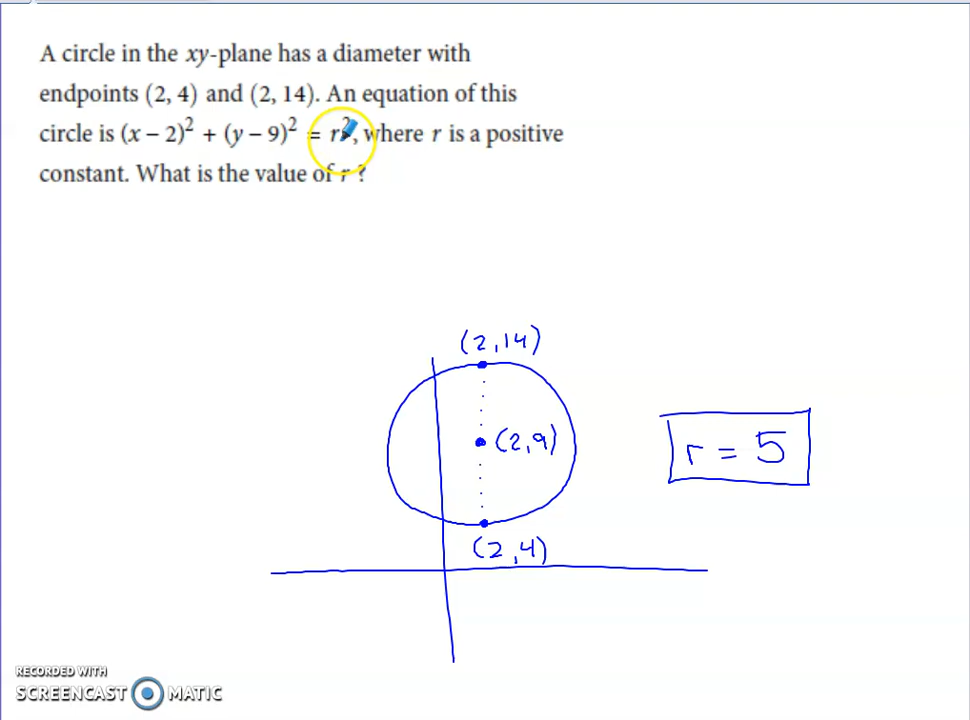 A circle in the xy-plane has a diameter with
endpoints (2, 4) and (2, 14). An equation of this
circle is (x – 2)² + (y – 9)² = r², where r is a positive
constant. What is the value of r ?
(2,14)
(2,9)
r = 5
(2,4)
RECORDED WITH
SCREENCAST MATIC